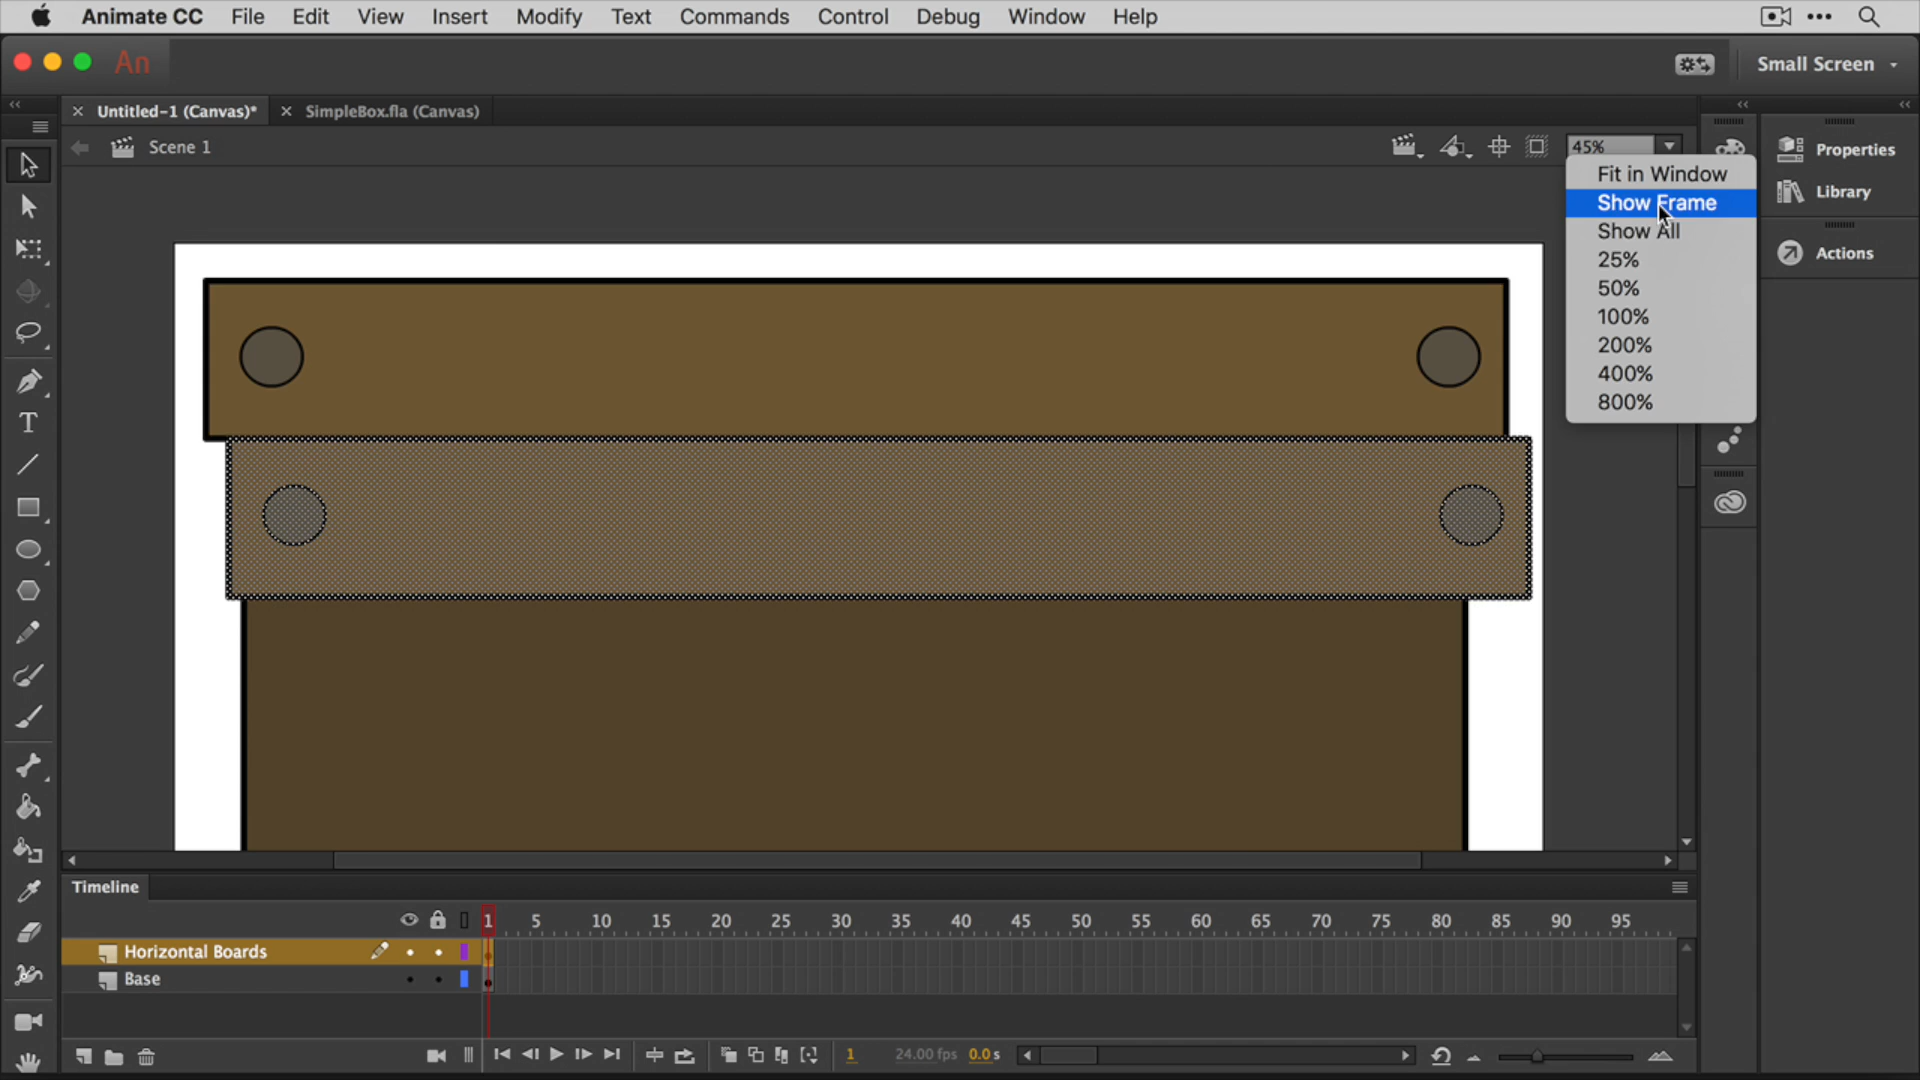 Animate CC File Edit View Insert Modify Text Commands Control Debug Window Help
An Small Screen
Untitled-1 (Canvas)* SimpleBox.fla (Canvas)
Scene 1 45%
Fit in Window
Show Frame
Show All
25%
50%
100%
200%
400%
800%
Properties
Library
Actions
T
Timeline
1 5 10 15 20 25 30 35 40 45 50 55 60 65 70 75 80 85 90 95
Horizontal Boards
Base
1 24.00 fps 0.0 s